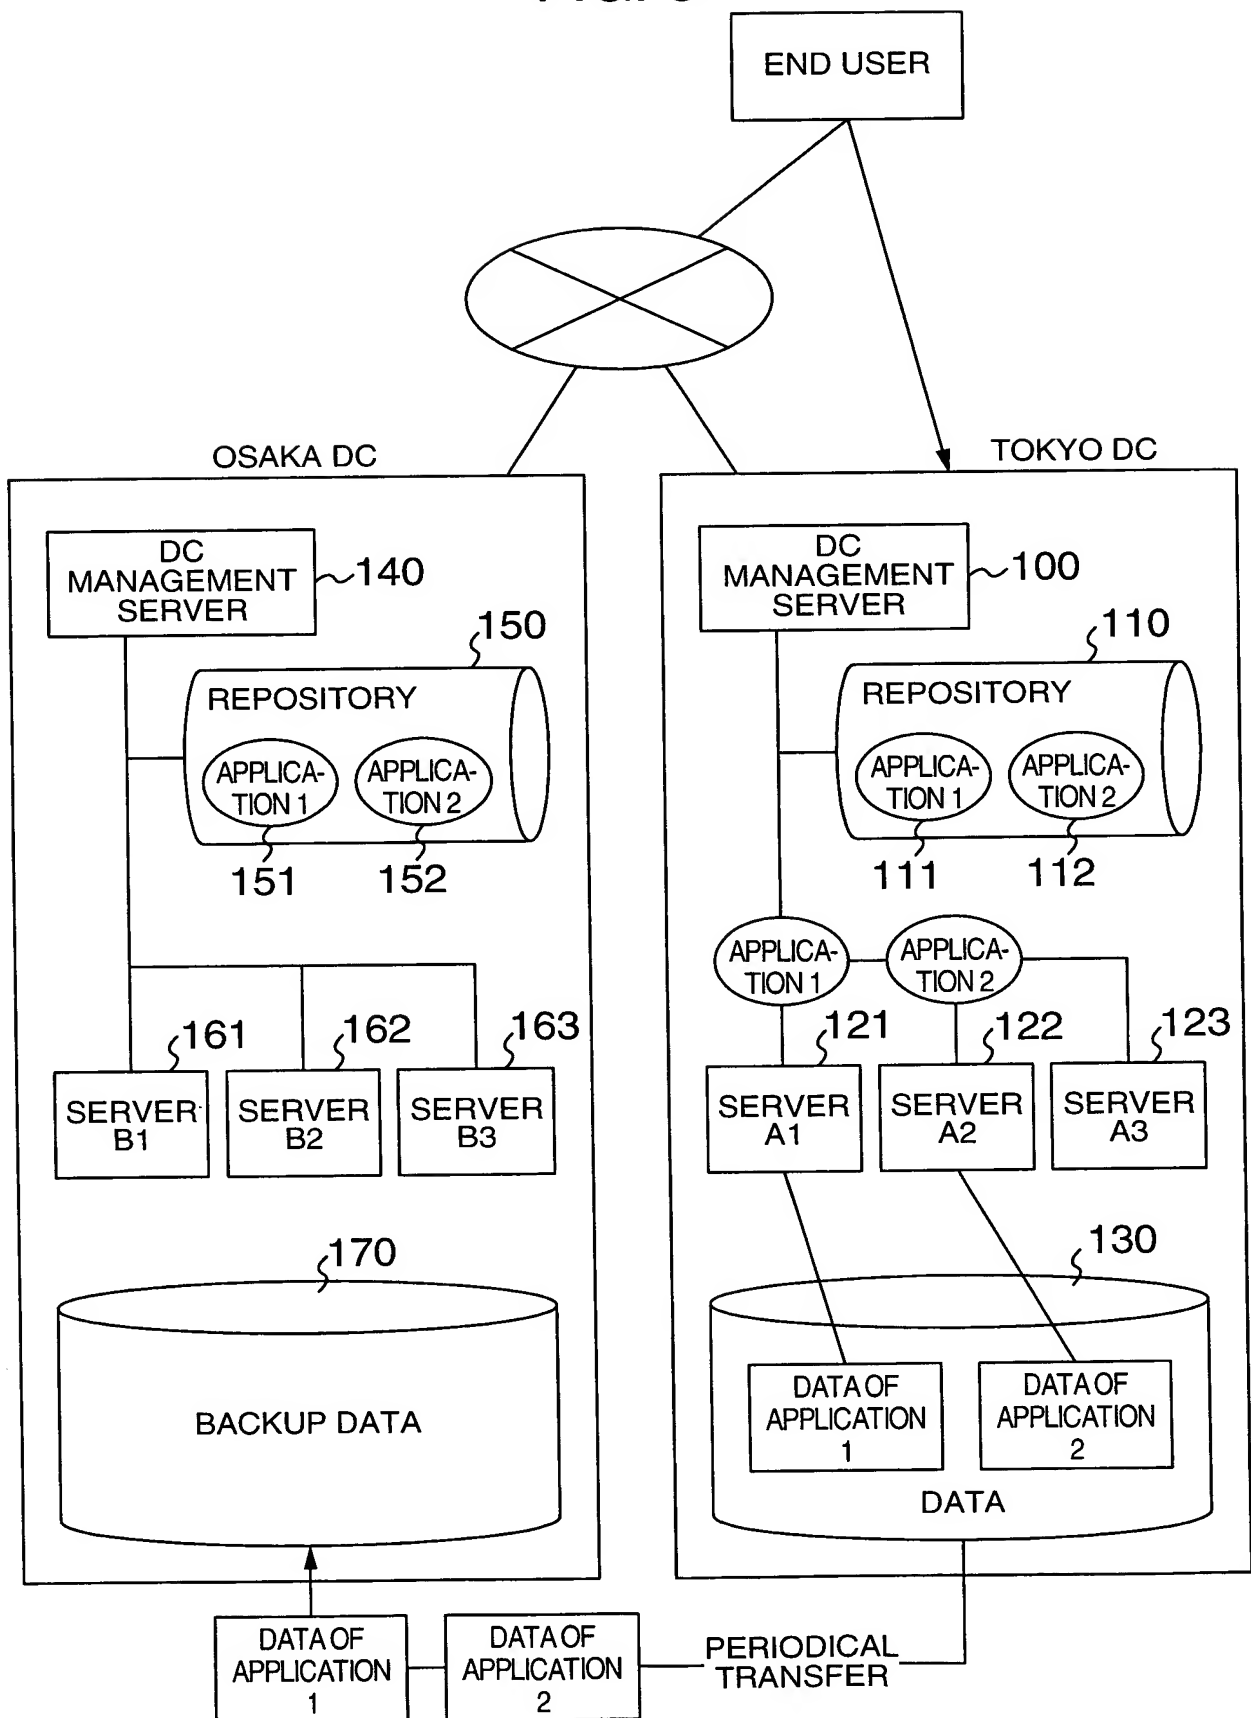 END USER
OSAKA DC
TOKYO DC
DC
MANAGEMENT
SERVER
140
150
REPOSITORY
APPLICA-
TION 1
APPLICA-
TION 2
151
152
161
162
163
SERVER
B1
SERVER
B2
SERVER
B3
170
BACKUP DATA
DC
MANAGEMENT
SERVER
100
110
REPOSITORY
APPLICA-
TION 1
APPLICA-
TION 2
111
112
APPLICA-
TION 1
APPLICA-
TION 2
121
122
123
SERVER
A1
SERVER
A2
SERVER
A3
130
DATA OF
APPLICATION
1
DATA OF
APPLICATION
2
DATA
DATA OF
APPLICATION
1
DATA OF
APPLICATION
2
PERIODICAL
TRANSFER